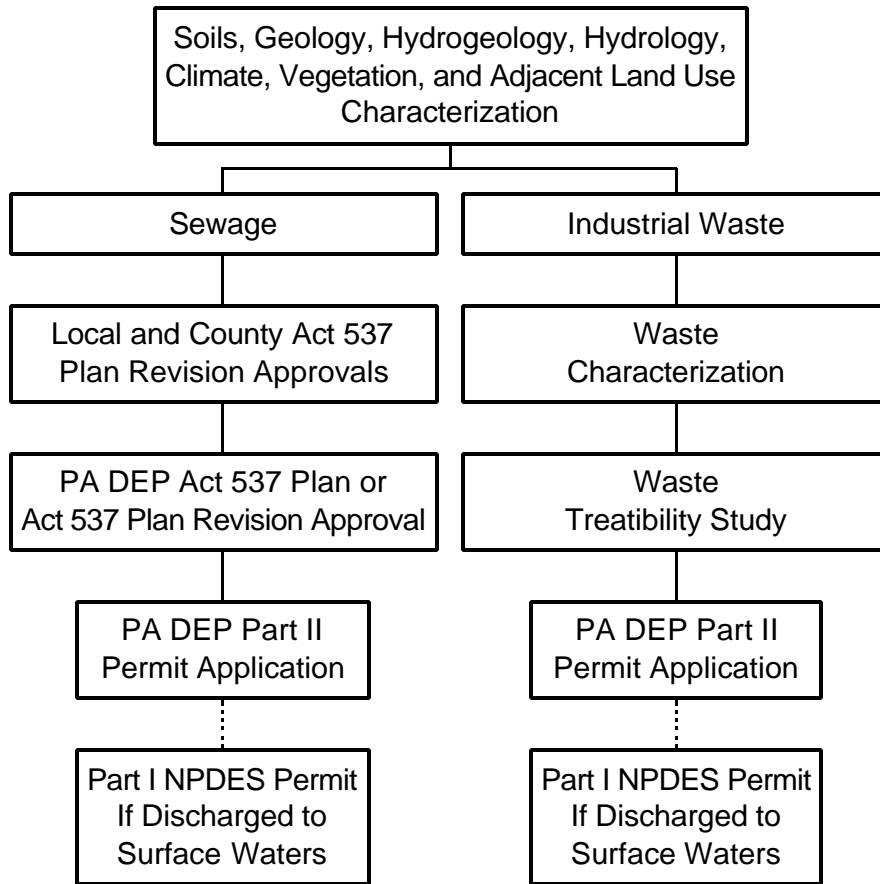 Soils, Geology, Hydrogeology, Hydrology,
Climate, Vegetation, and Adjacent Land Use
Characterization
Sewage
Industrial Waste
Local and County Act 537
Plan Revision Approvals
Waste
Characterization
PA DEP Act 537 Plan or
Act 537 Plan Revision Approval
Waste
Treatibility Study
PA DEP Part II
Permit Application
PA DEP Part II
Permit Application
Part I NPDES Permit
If Discharged to
Surface Waters
Part I NPDES Permit
If Discharged to
Surface Waters